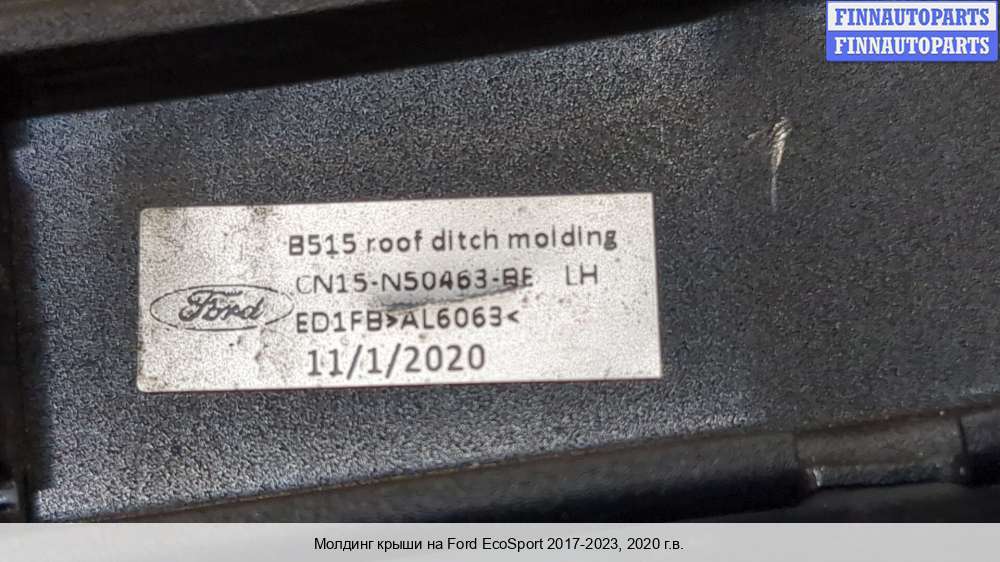 FINNAUTOPARTS
FINNAUTOPARTS
B515 roof ditch molding
CN15-N50463-BE LH
Ford
ED1FB>AL6063<
11/1/2020
Молдинг крыши на Ford EcoSport 2017-2023, 2020 г.в.